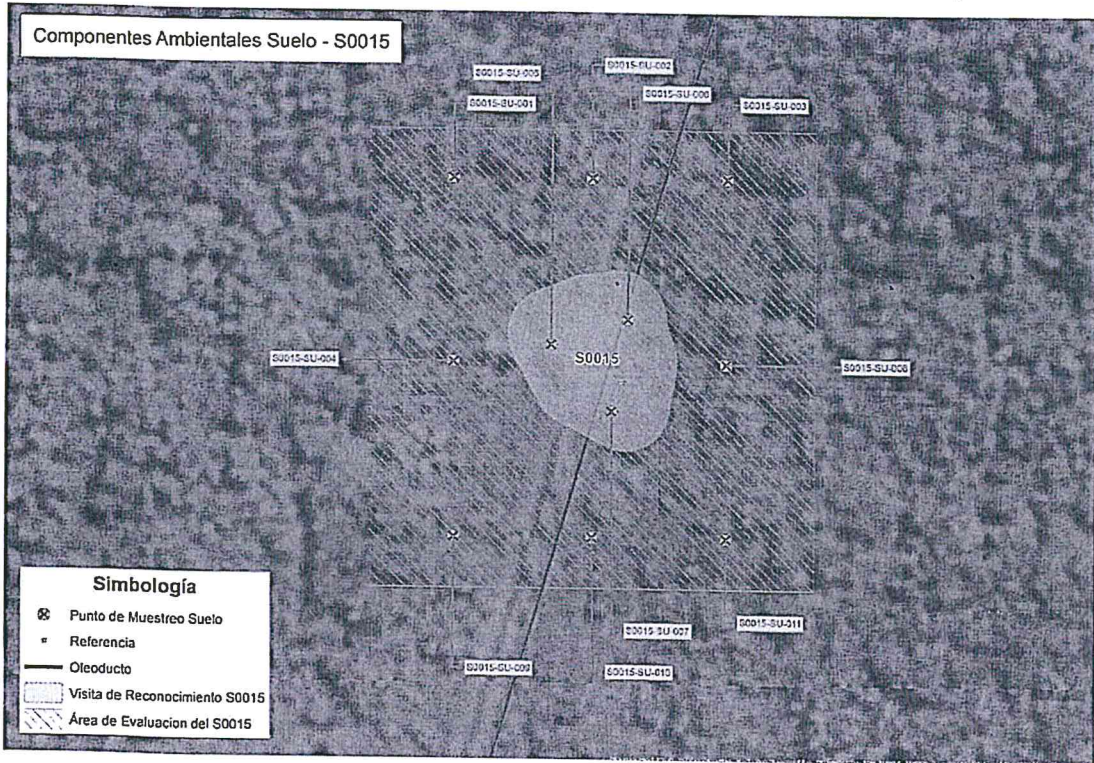 Componentes Ambientales Suelo - S0015
S0015-SU-002
S0015-SU-001
S0015-SU-003
S0015-SU-004
S0015
S0015-SU-007
S0015-SU-011
S0015-SU-009
S0015-SU-010
Simbología
Punto de Muestreo Suelo
Referencia
Oleoducto
Visita de Reconocimiento S0015
Área de Evaluacion del S0015